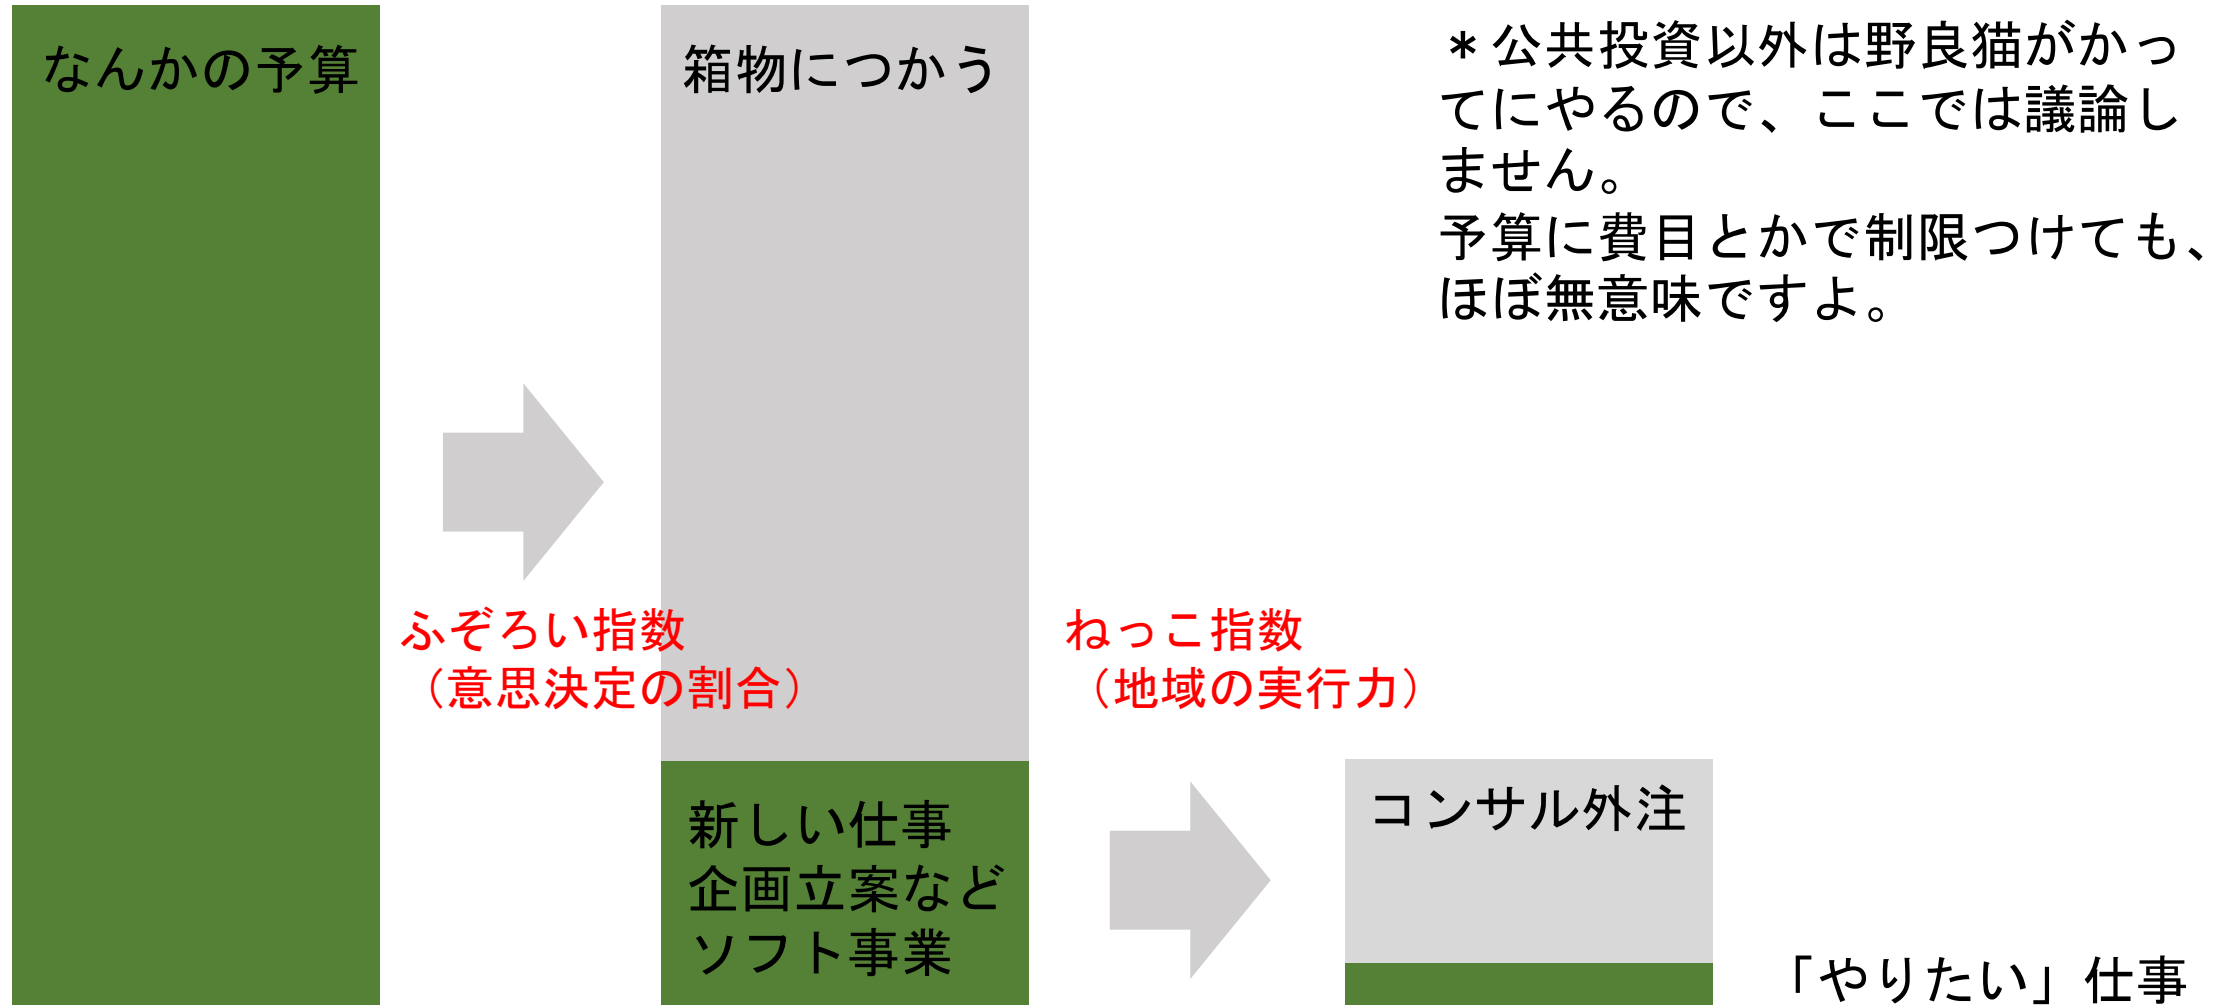 なんかの予算
箱物につかう
＊公共投資以外は野良猫がかっ
てにやるので、ここでは議論し
ません。
予算に費目とかで制限つけても、
ほぼ無意味ですよ。
ふぞろい指数
（意思決定の割合）
ねっこ指数
（地域の実行力）
新しい仕事
企画立案など
ソフト事業
コンサル外注
「やりたい」仕事